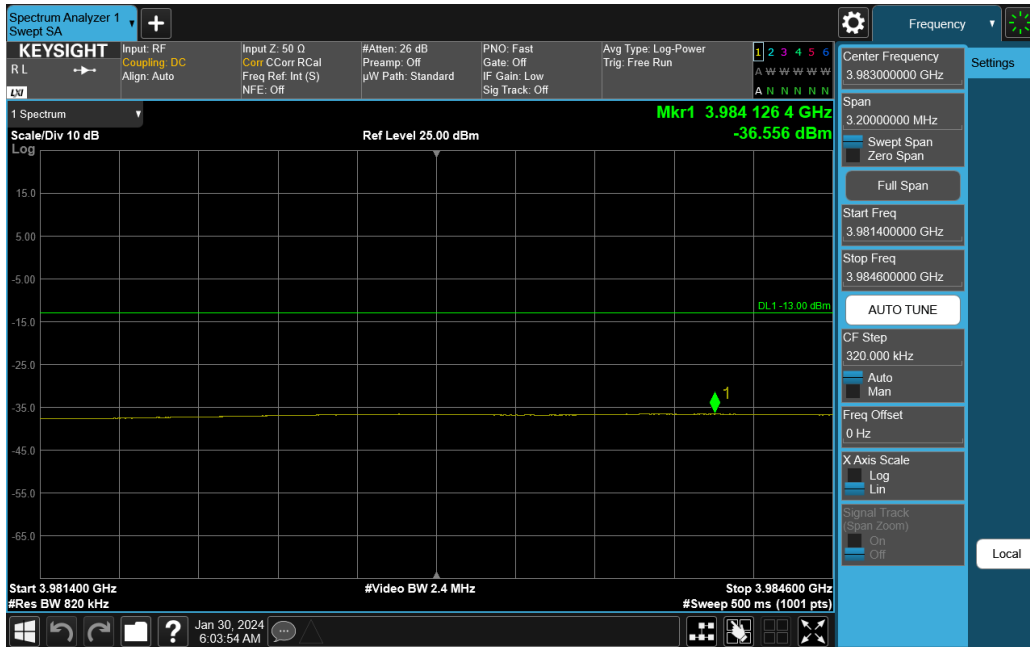 Spectrum Analyzer 1
Swept SA
Frequency
KEYSIGHT
R L
LXI
Input: RF
Coupling: DC
Align: Auto
Input Z: 50 Ω
Corr CCorr RCal
Freq Ref: Int (S)
NFE: Off
#Atten: 26 dB
Preamp: Off
µW Path: Standard
PNO: Fast
Gate: Off
IF Gain: Low
Sig Track: Off
Avg Type: Log-Power
Trig: Free Run
1 2 3 4 5 6
A W W W W W
A N N N N N
1 Spectrum
Scale/Div 10 dB
Ref Level 25.00 dBm
Mkr1 3.984 126 4 GHz
-36.556 dBm
Log
15.0
5.00
-5.00
-15.0
-25.0
-35.0
-45.0
-55.0
-65.0
DL1 -13.00 dBm
1
Start 3.981400 GHz
#Video BW 2.4 MHz
Stop 3.984600 GHz
#Res BW 820 kHz
#Sweep 500 ms (1001 pts)
Jan 30, 2024
6:03:54 AM
Center Frequency
3.983000000 GHz
Settings
Span
3.20000000 MHz
Swept Span
Zero Span
Full Span
Start Freq
3.981400000 GHz
Stop Freq
3.984600000 GHz
AUTO TUNE
CF Step
320.000 kHz
Auto
Man
Freq Offset
0 Hz
X Axis Scale
Log
Lin
Signal Track
(Span Zoom)
On
Off
Local